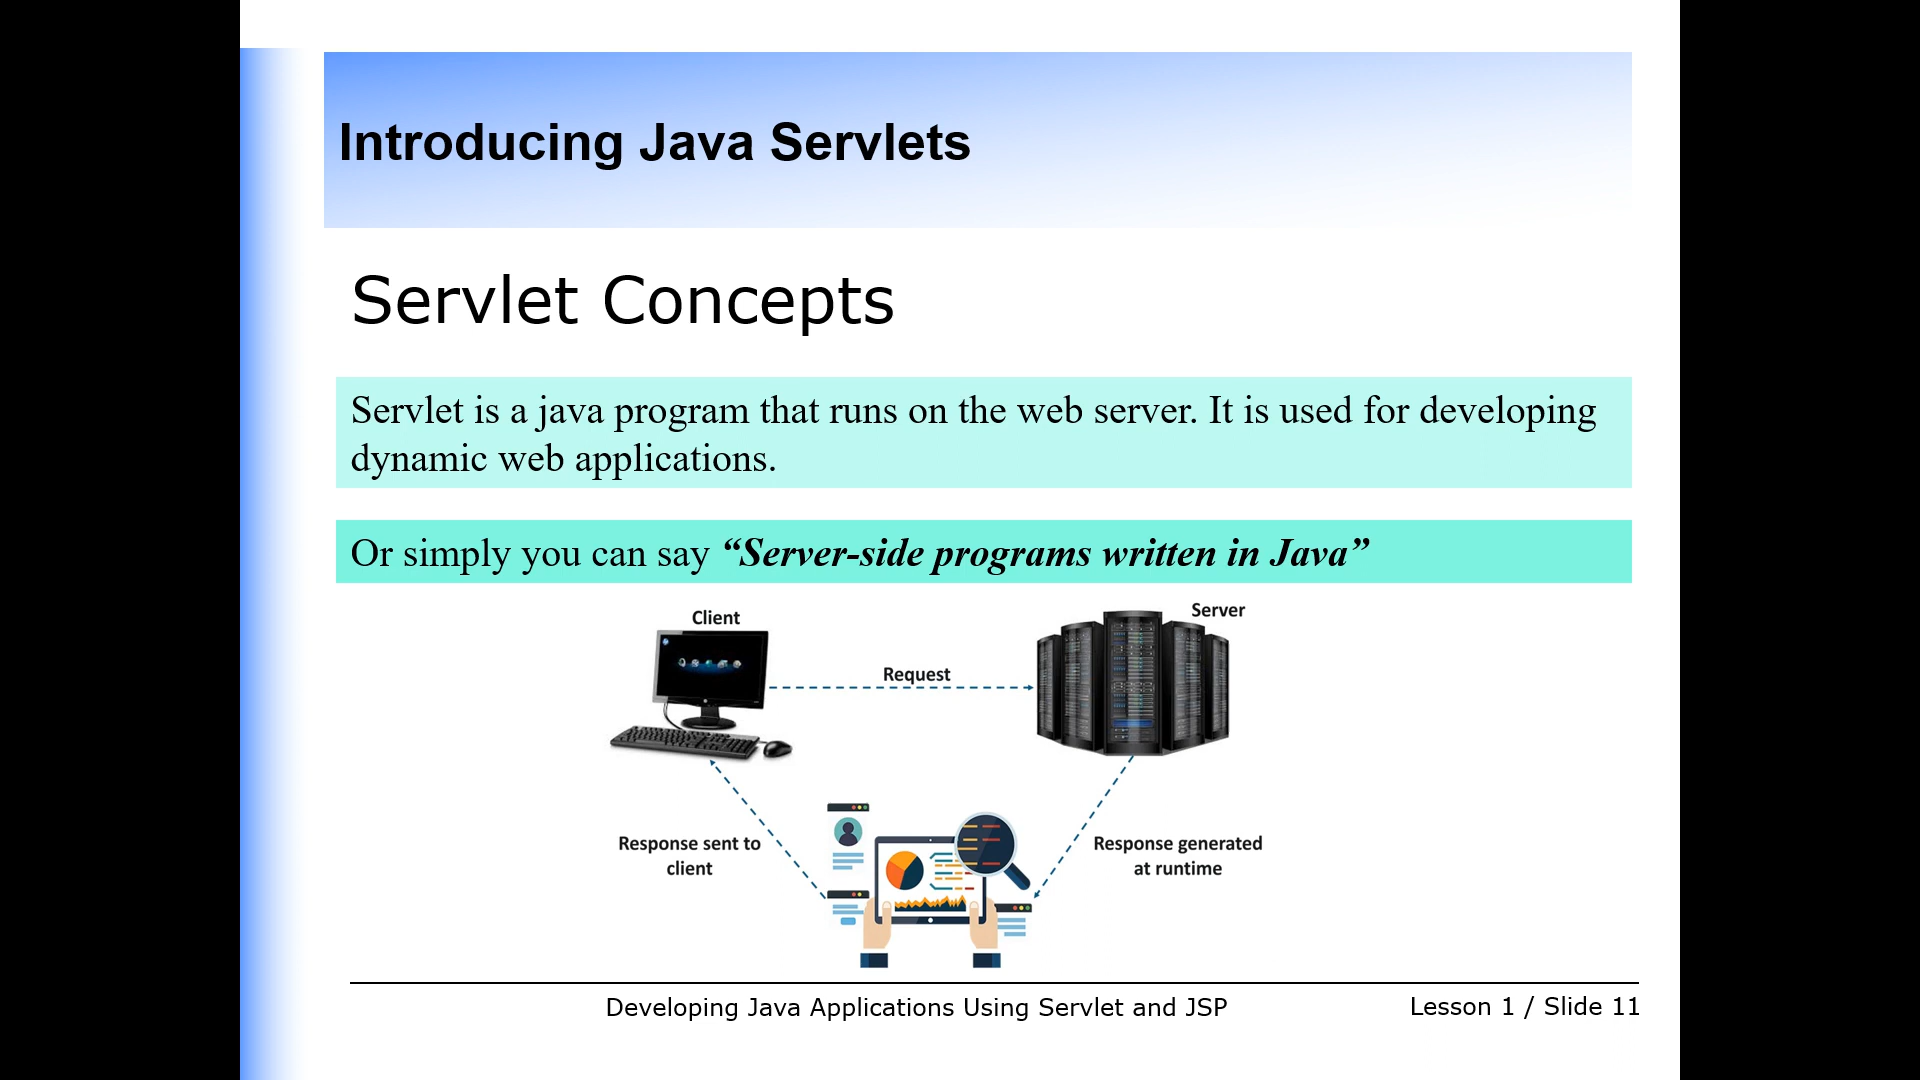 Introducing Java Servlets
Servlet Concepts
Servlet is a java program that runs on the web server. It is used for developing
dynamic web applications.
Or simply you can say “Server-side programs written in Java”
Client
Server
Request
Response sent to
client
Response generated
at runtime
Developing Java Applications Using Servlet and JSP
Lesson 1 / Slide 11